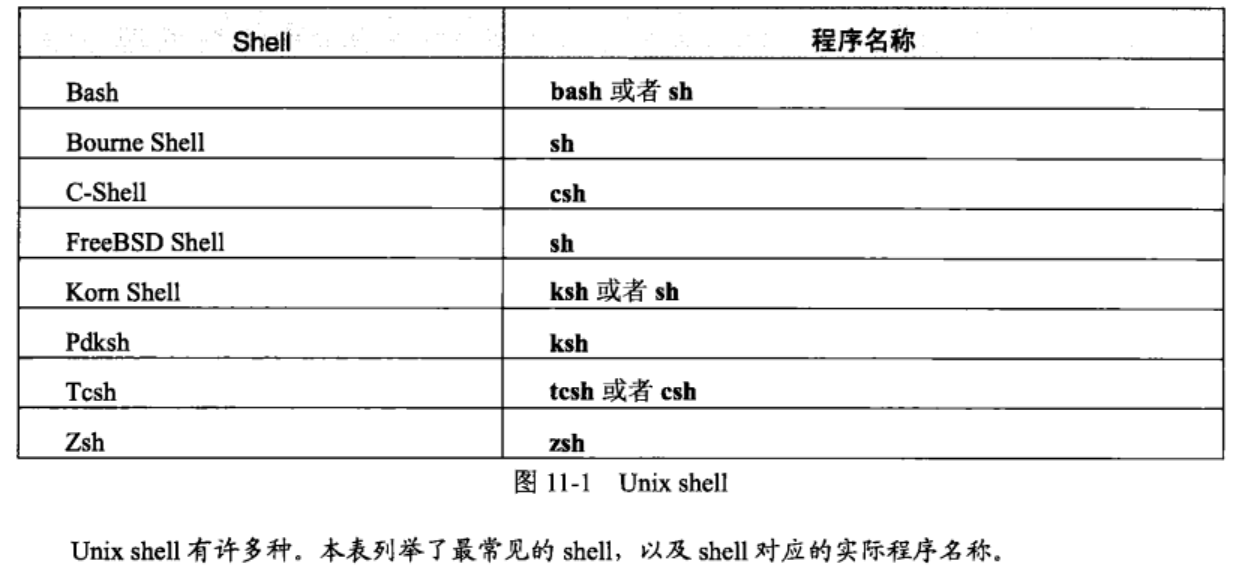 Shell 程序名称
Bash bash 或者 sh
Bourne Shell sh
C-Shell csh
FreeBSD Shell sh
Korn Shell ksh 或者 sh
Pdksh ksh
Tcsh tcsh 或者 csh
Zsh zsh
图 11-1 Unix shell
Unix shell 有许多种。本表列举了最常见的 shell，以及 shell 对应的实际程序名称。